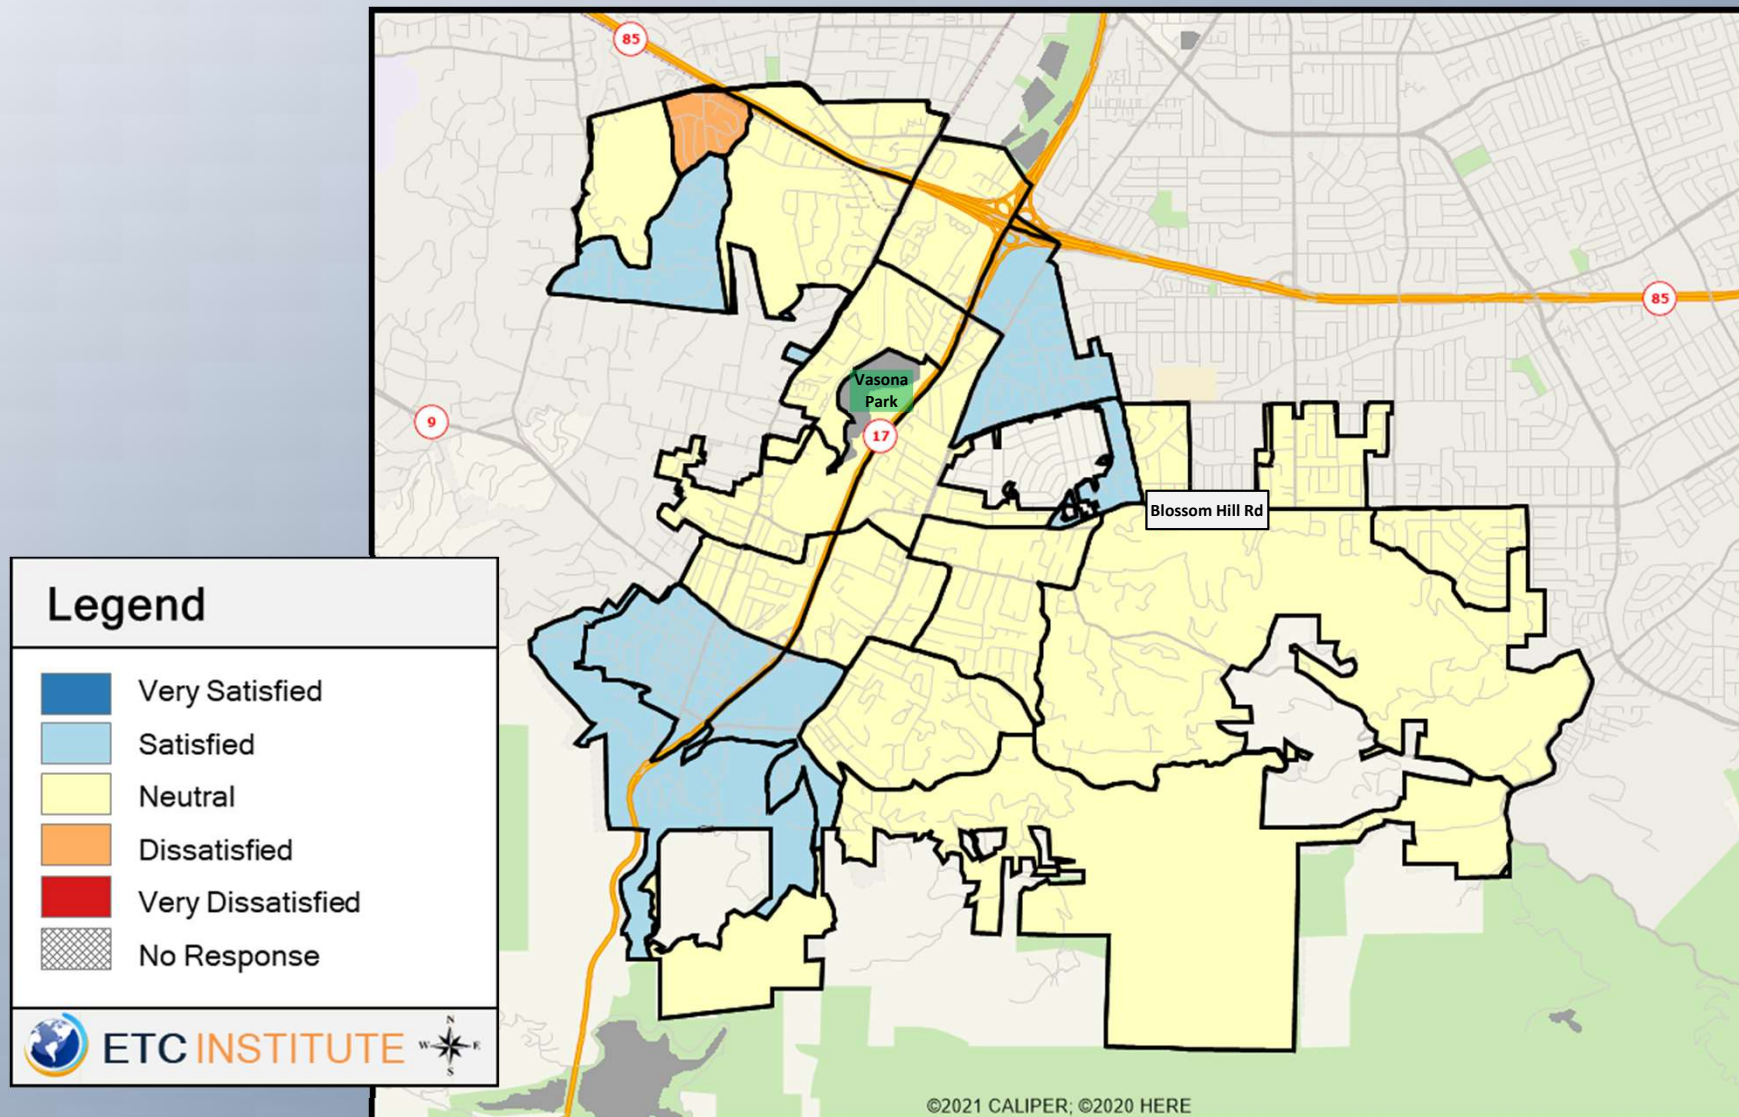 85
85
9
Vasona
Park
17
Blossom Hill Rd
Legend
Very Satisfied
Satisfied
Neutral
Dissatisfied
Very Dissatisfied
No Response
ETC INSTITUTE
N
W E
S
©2021 CALIPER; ©2020 HERE